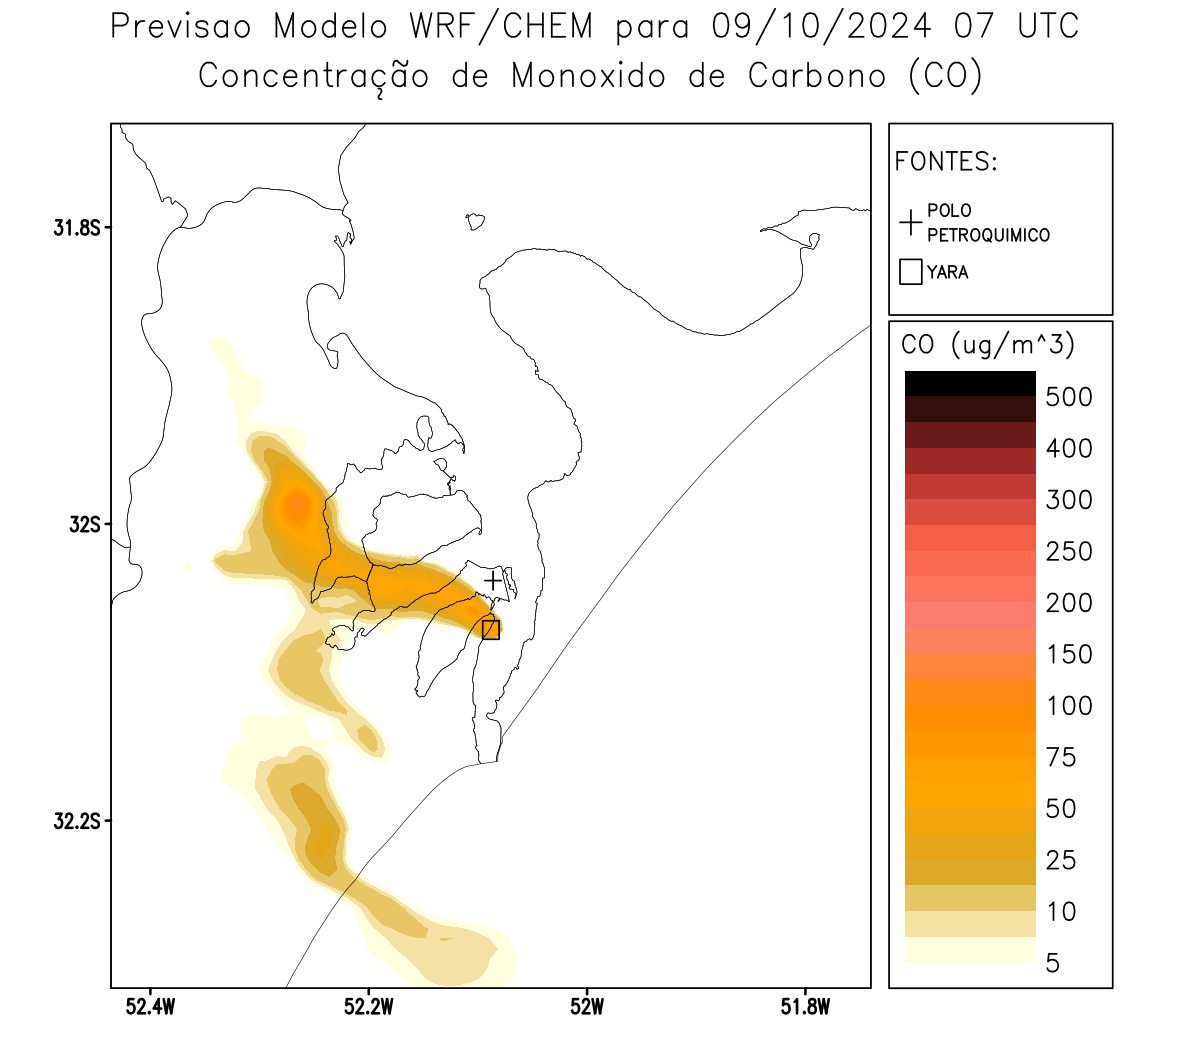 Previsao Modelo WRF/CHEM para 09/10/2024 07 UTC
Concentração de Monoxido de Carbono (CO)
FONTES:
POLO
PETROQUIMICO
YARA
CO (ug/m^3)
500
400
300
250
200
150
100
75
50
25
10
5
31.8S
32S
32.2S
52.4W
52.2W
52W
51.8W